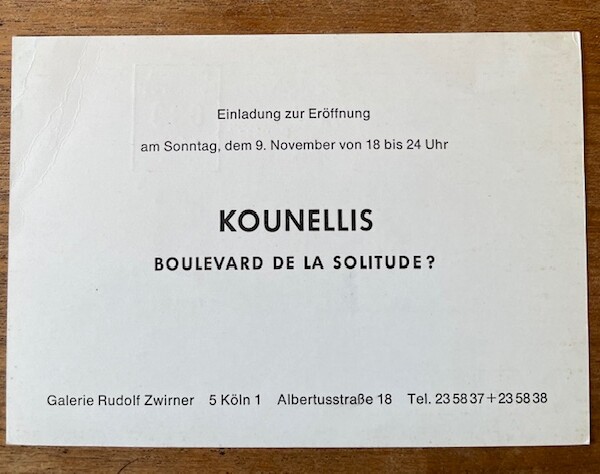 Einladung zur Eröffnung
am Sonntag, dem 9. November von 18 bis 24 Uhr
KOUNELLIS
BOULEVARD DE LA SOLITUDE?
Galerie Rudolf Zwirner 5 Köln 1 Albertusstraße 18 Tel. 23 58 37 + 23 58 38